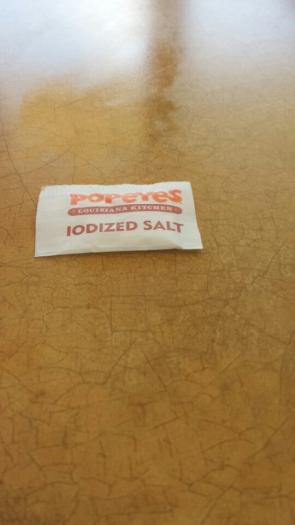 POPEYES
LOUISIANA KITCHEN
IODIZED SALT